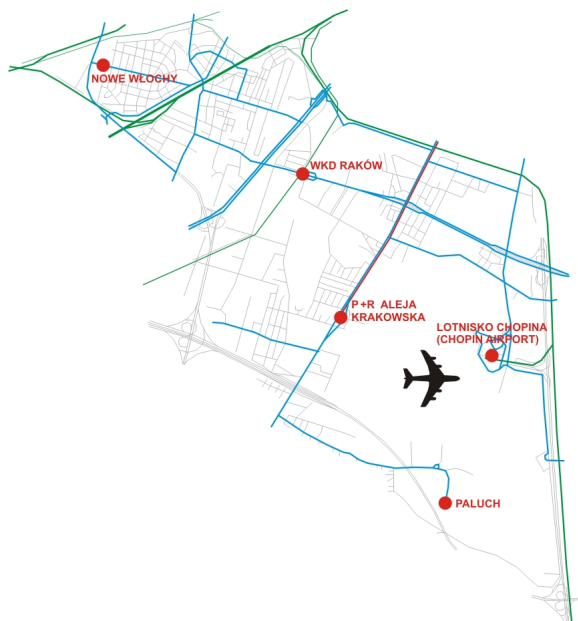 NOWE WŁOCHY
WKD RAKÓW
P+R ALEJA
KRAKOWSKA
LOTNISKO CHOPINA
(CHOPIN AIRPORT)
PALUCH